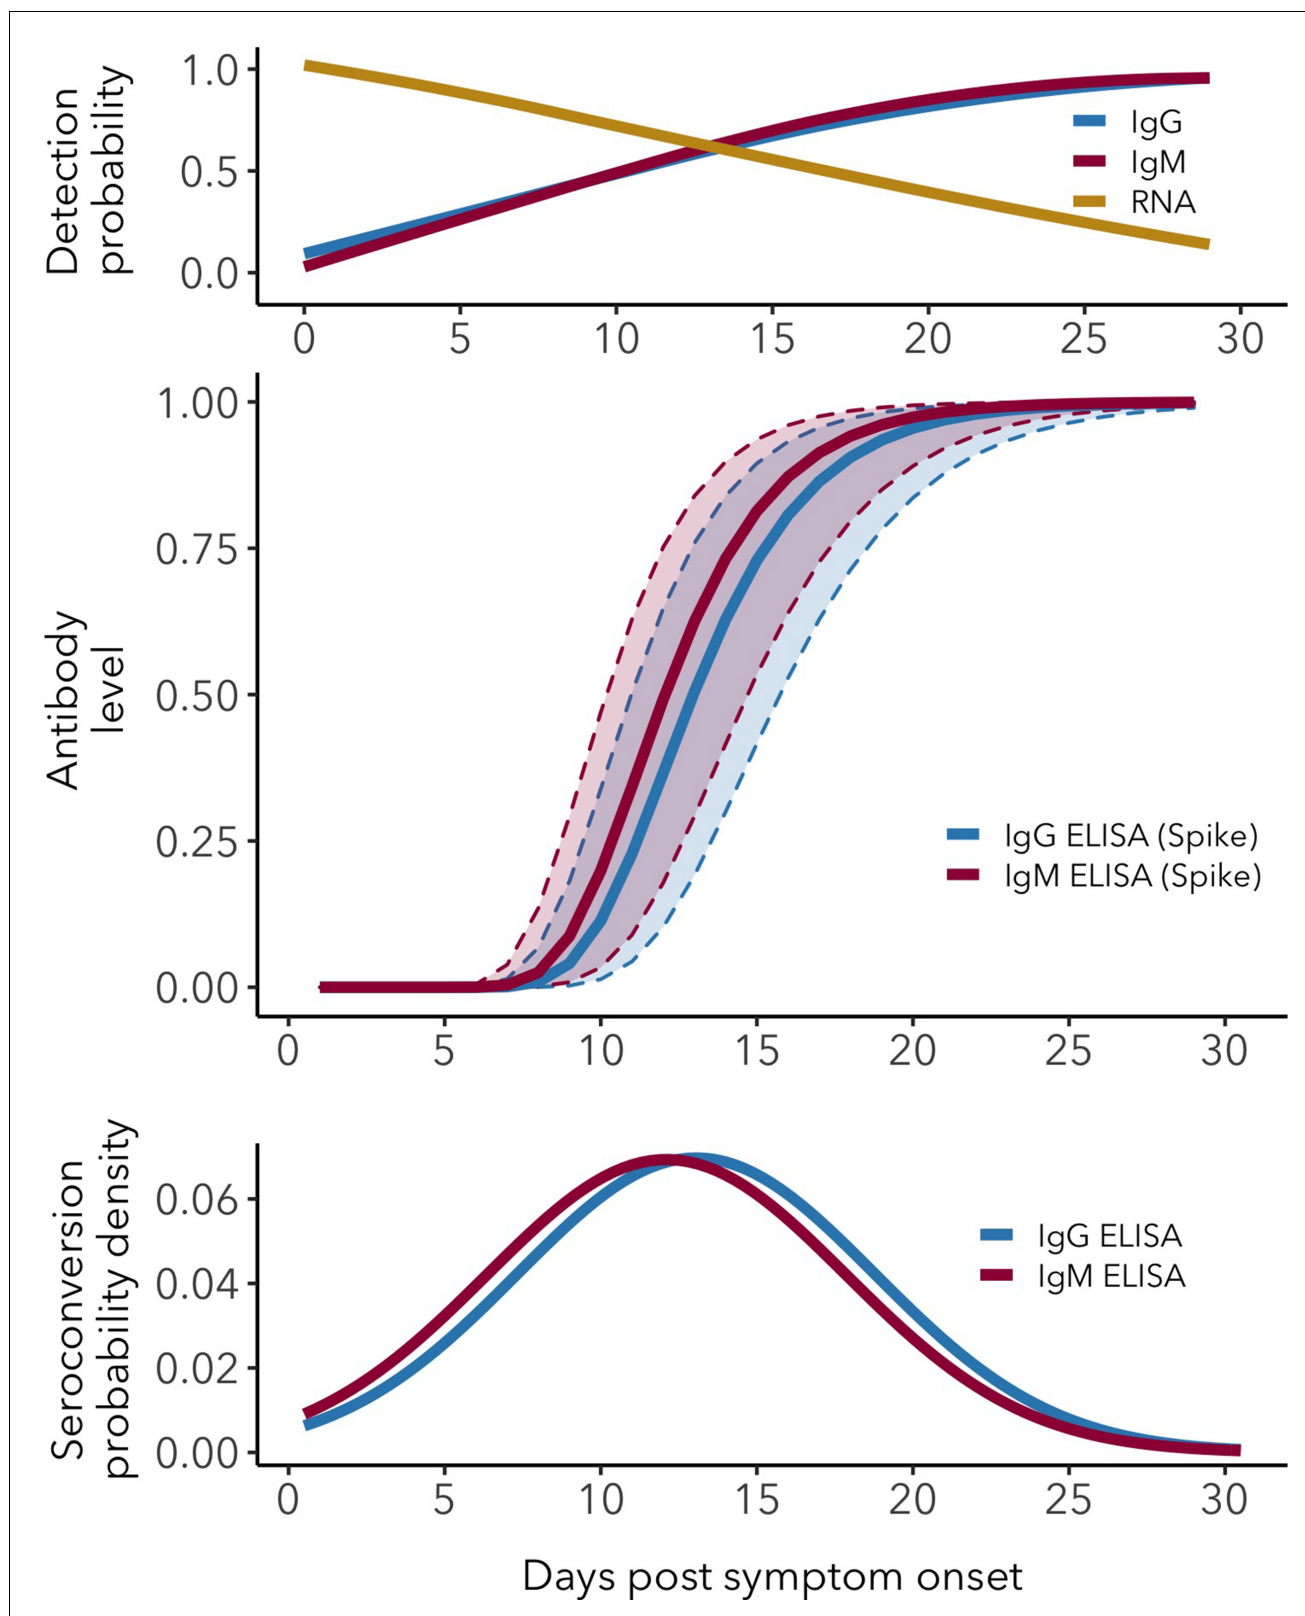 Detection
probability
1.0
0.5
0.0
IgG
IgM
RNA
0 5 10 15 20 25 30
Antibody
level
1.00
0.75
0.50
0.25
0.00
IgG ELISA (Spike)
IgM ELISA (Spike)
0 5 10 15 20 25 30
Seroconversion
probability density
0.06
0.04
0.02
0.00
IgG ELISA
IgM ELISA
0 5 10 15 20 25 30
Days post symptom onset